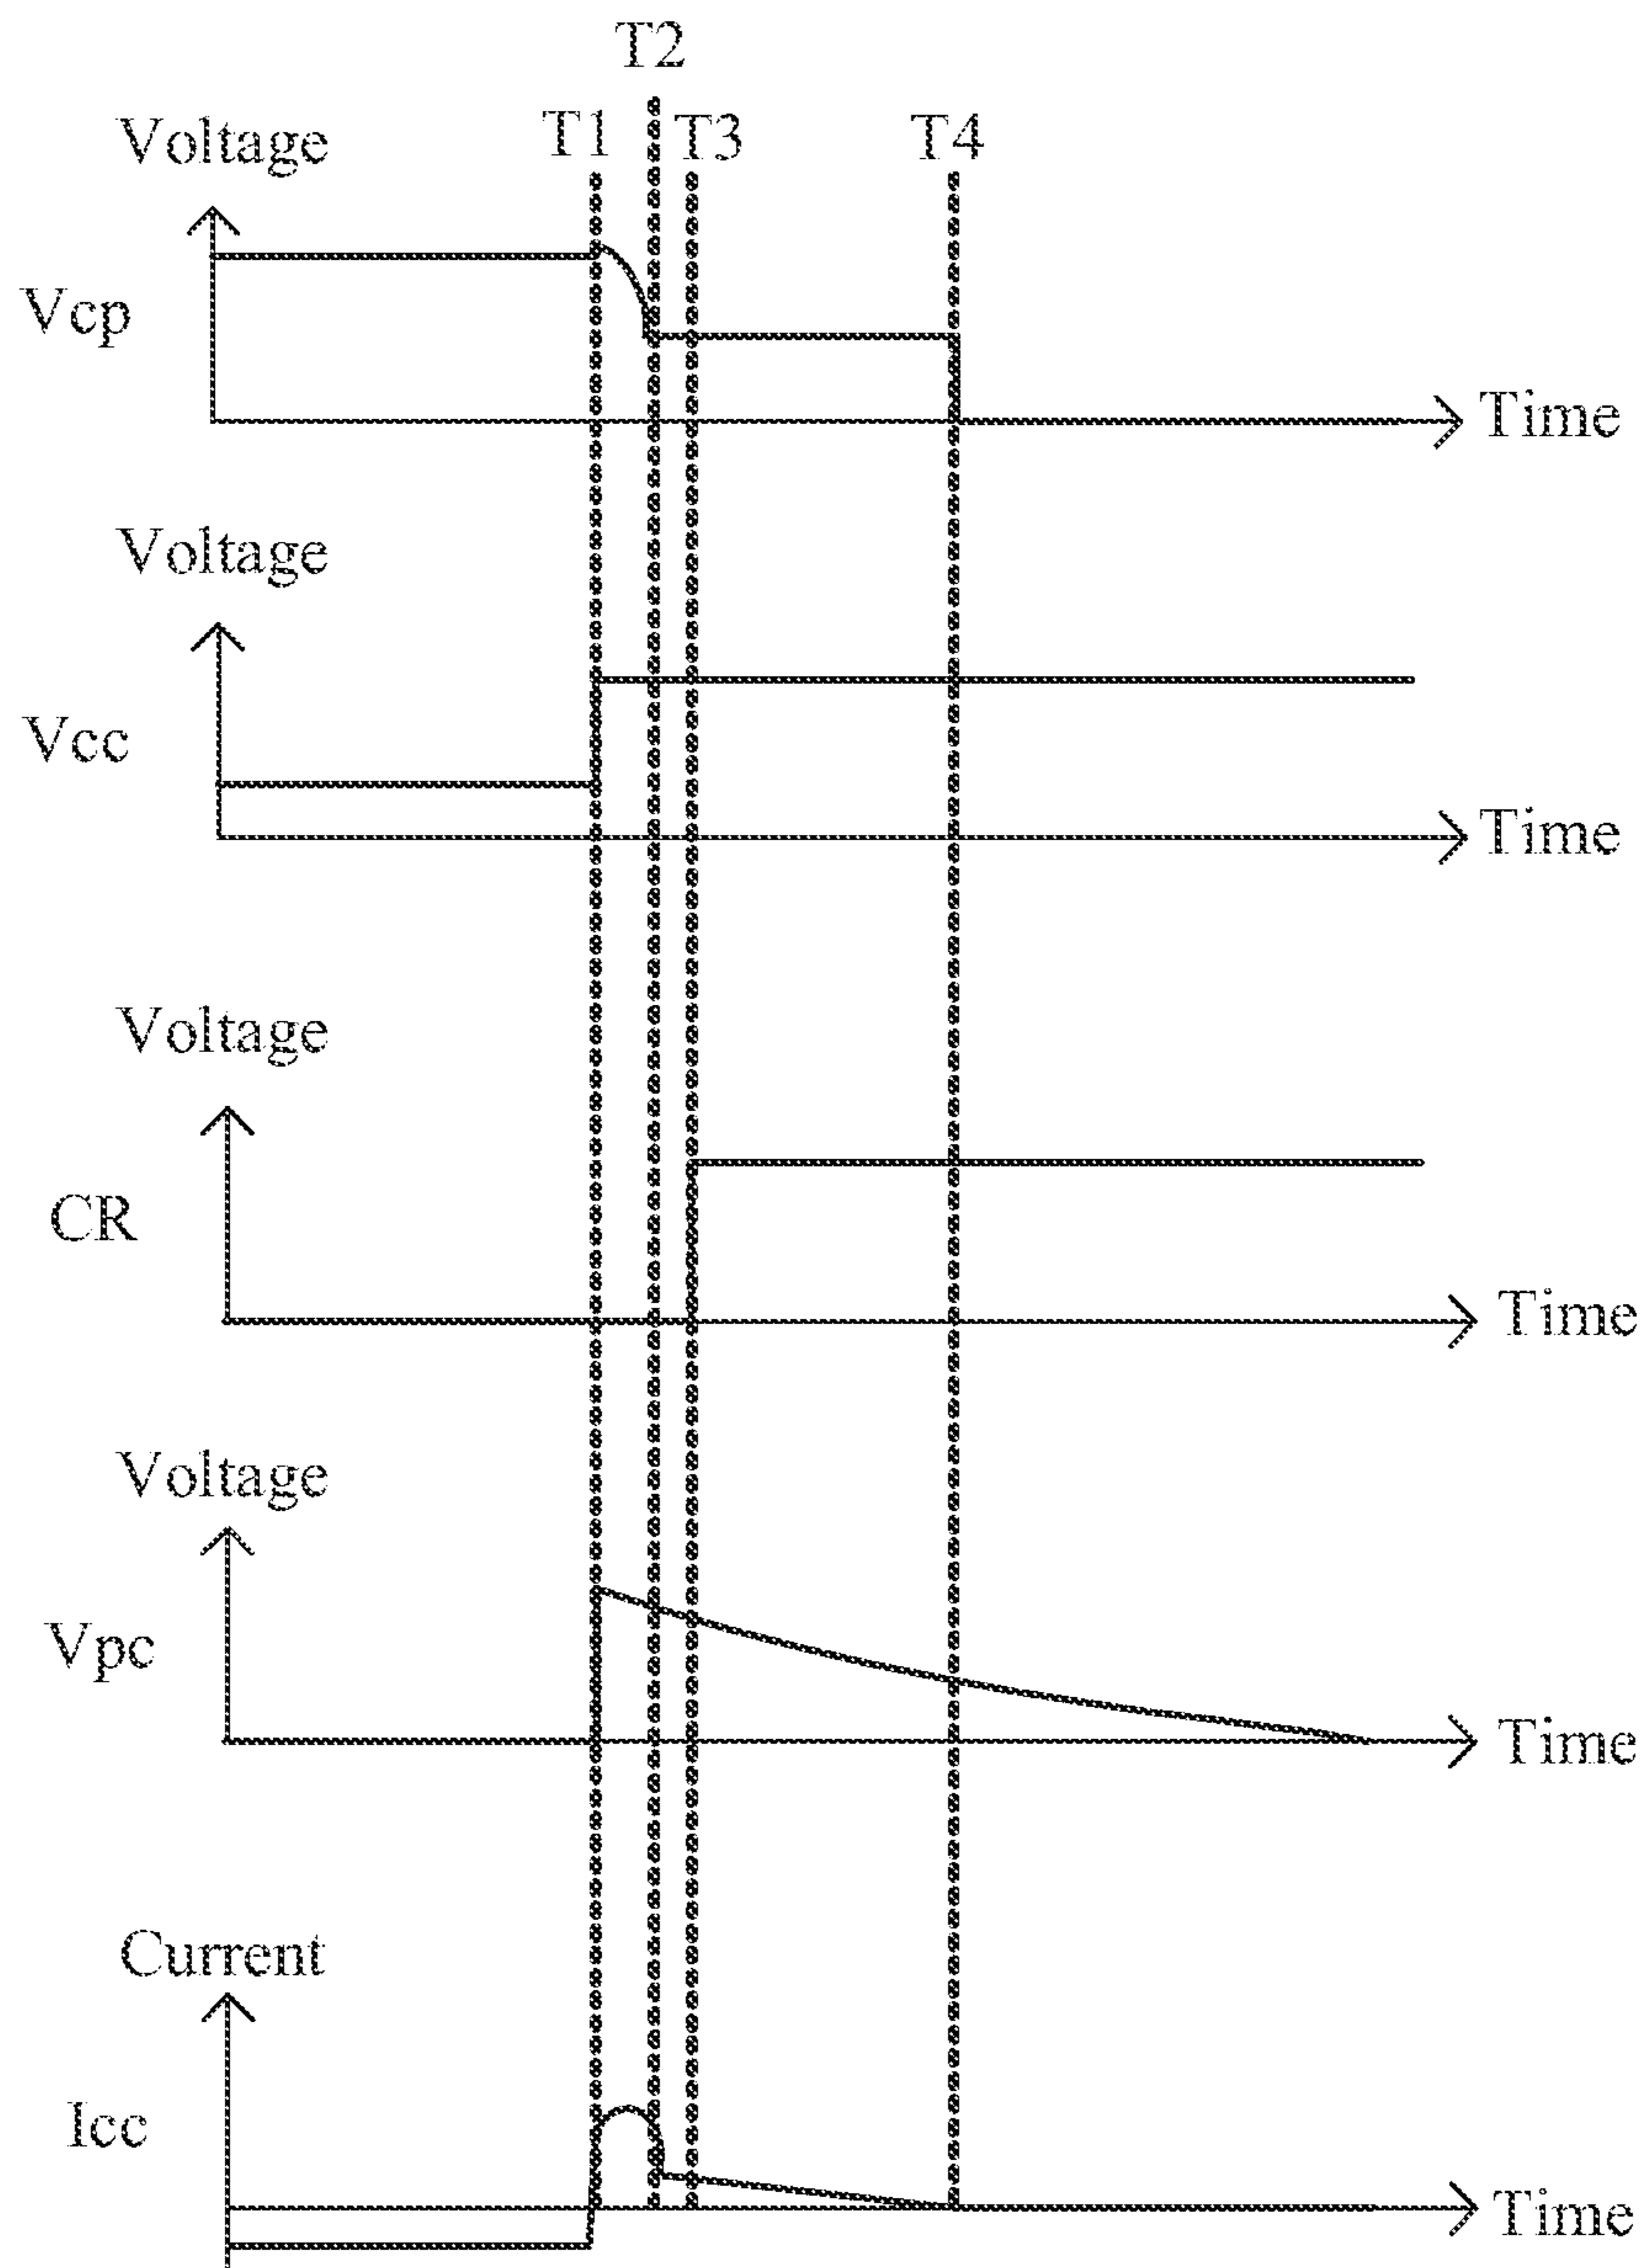 T2
Voltage T1 T3 T4
Vcp
Time
Voltage
Vcc
Time
Voltage
CR
Time
Voltage
Vpc
Time
Current
Icc
Time